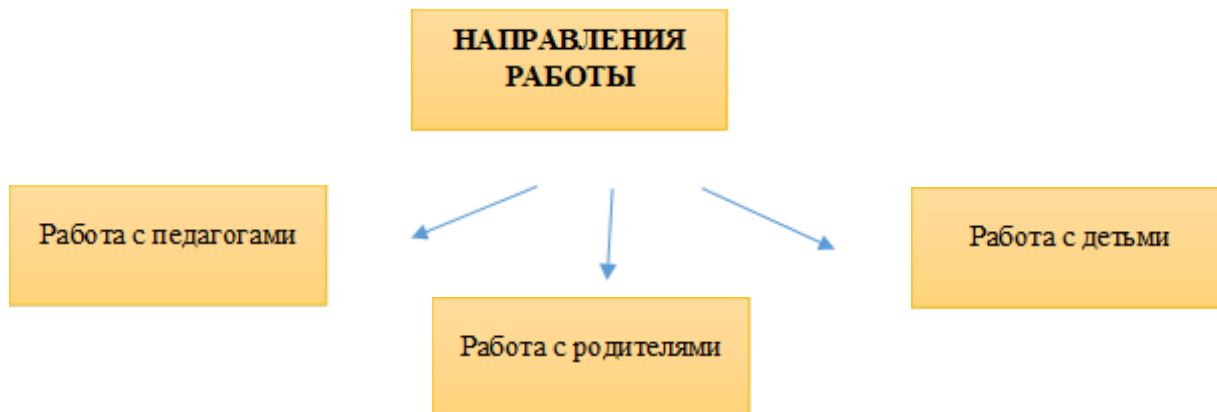 НАПРАВЛЕНИЯ
РАБОТЫ
Работа с педагогами
Работа с детьми
Работа с родителями